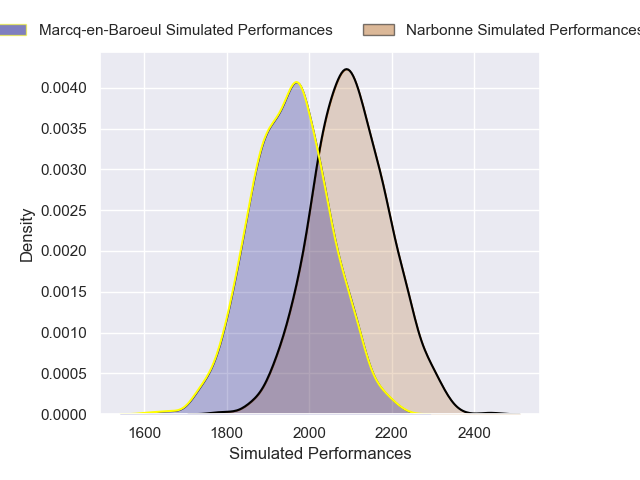 Marcq-en-Baroeul Simulated Performances Narbonne Simulated Performances
0.0040
0.0035
0.0030
0.0025
0.0020
0.0015
0.0010
0.0005
0.0000
Density
1600 1800 2000 2200 2400
Simulated Performances